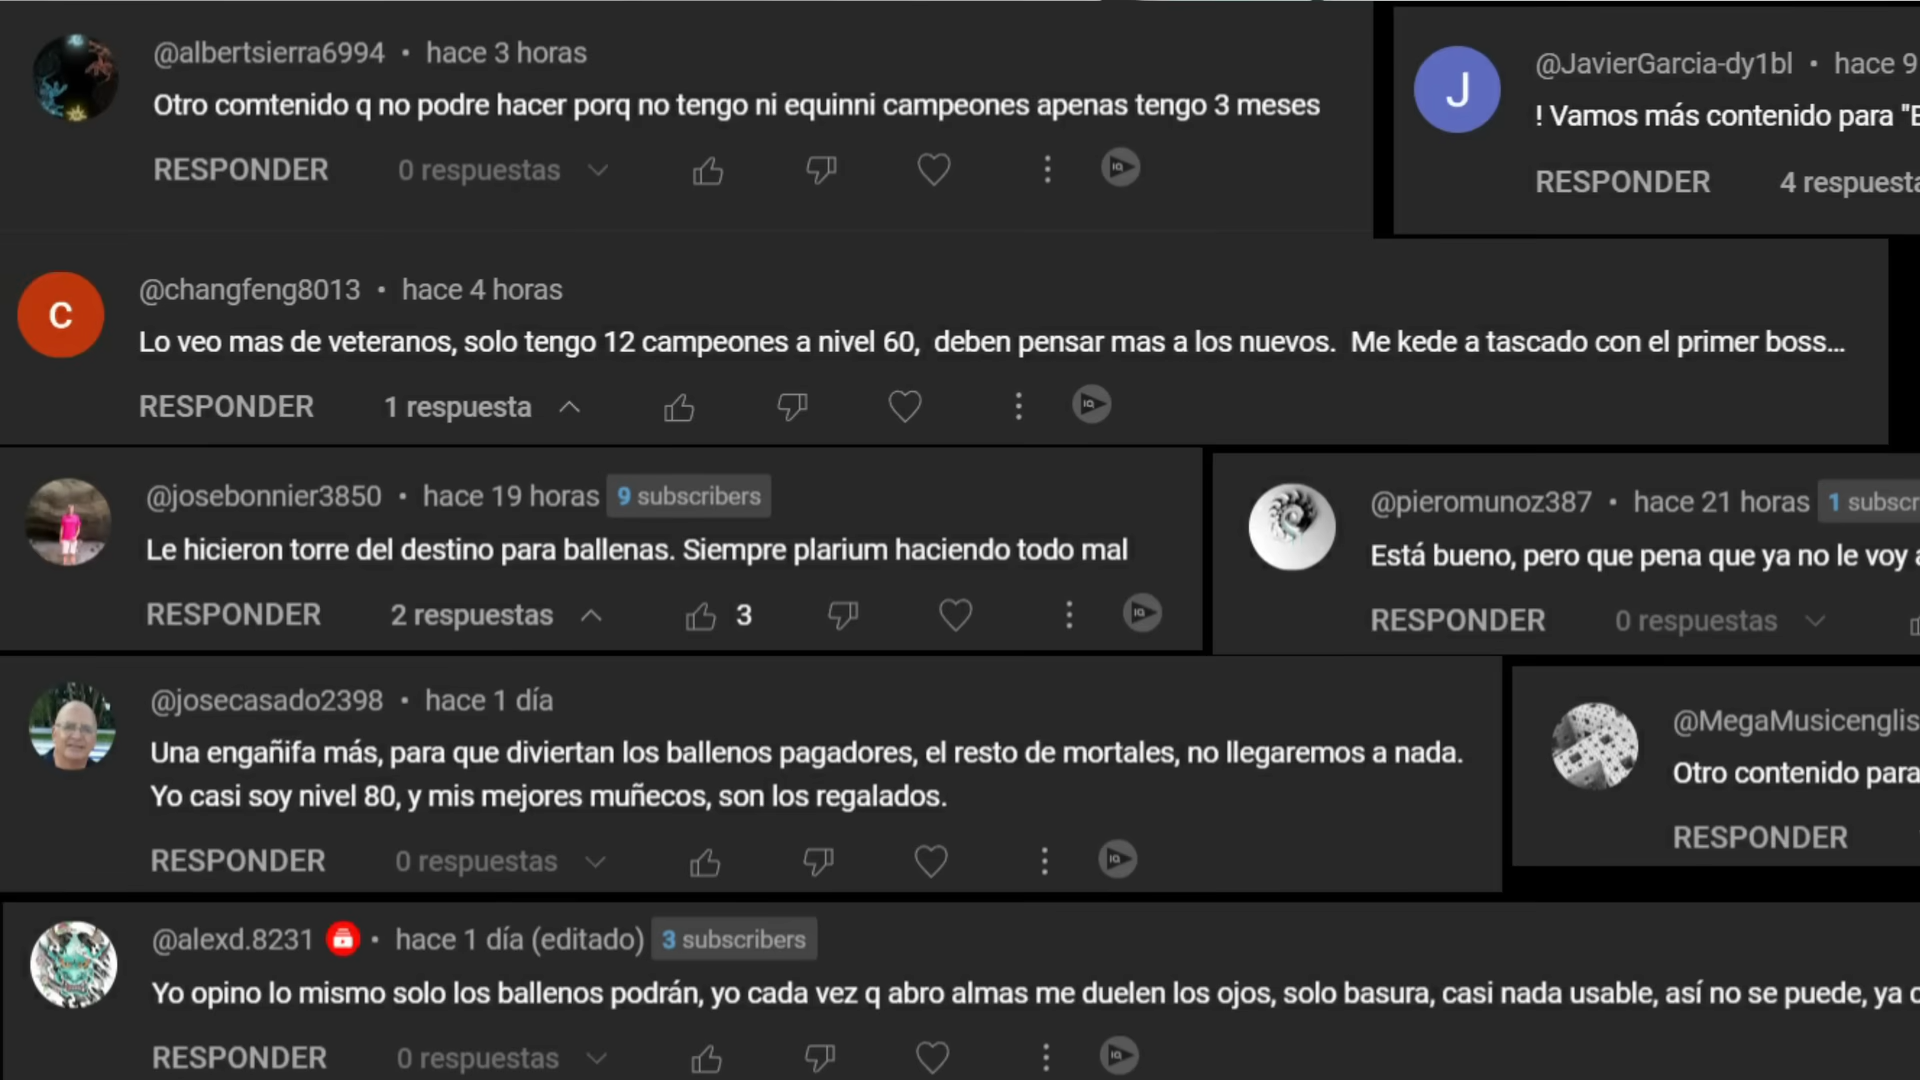 @albertsierra6994 • hace 3 horas
Otro comtenido q no podre hacer porq no tengo ni equinni campeones apenas tengo 3 meses
RESPONDER 0 respuestas
@JavierGarcia-dy1bl • hace 9
! Vamos más contenido para "E
RESPONDER 4 respuesta
@changfeng8013 • hace 4 horas
C
Lo veo mas de veteranos, solo tengo 12 campeones a nivel 60, deben pensar mas a los nuevos. Me kede a tascado con el primer boss...
RESPONDER 1 respuesta
J
@josebonnier3850 • hace 19 horas 9 subscribers
Le hicieron torre del destino para ballenas. Siempre plarium haciendo todo mal
RESPONDER 2 respuestas 3
@pieromunoz387 • hace 21 horas 1 subscr
Está bueno, pero que pena que ya no le voy a
RESPONDER 0 respuestas
@josecasado2398 • hace 1 día
Una engañifa más, para que diviertan los ballenos pagadores, el resto de mortales, no llegaremos a nada.
Yo casi soy nivel 80, y mis mejores muñecos, son los regalados.
RESPONDER 0 respuestas
@MegaMusicenglis
Otro contenido para
RESPONDER
@alexd.8231 • hace 1 día (editado) 3 subscribers
Yo opino lo mismo solo los ballenos podrán, yo cada vez q abro almas me duelen los ojos, solo basura, casi nada usable, así no se puede, ya
RESPONDER 0 respuestas